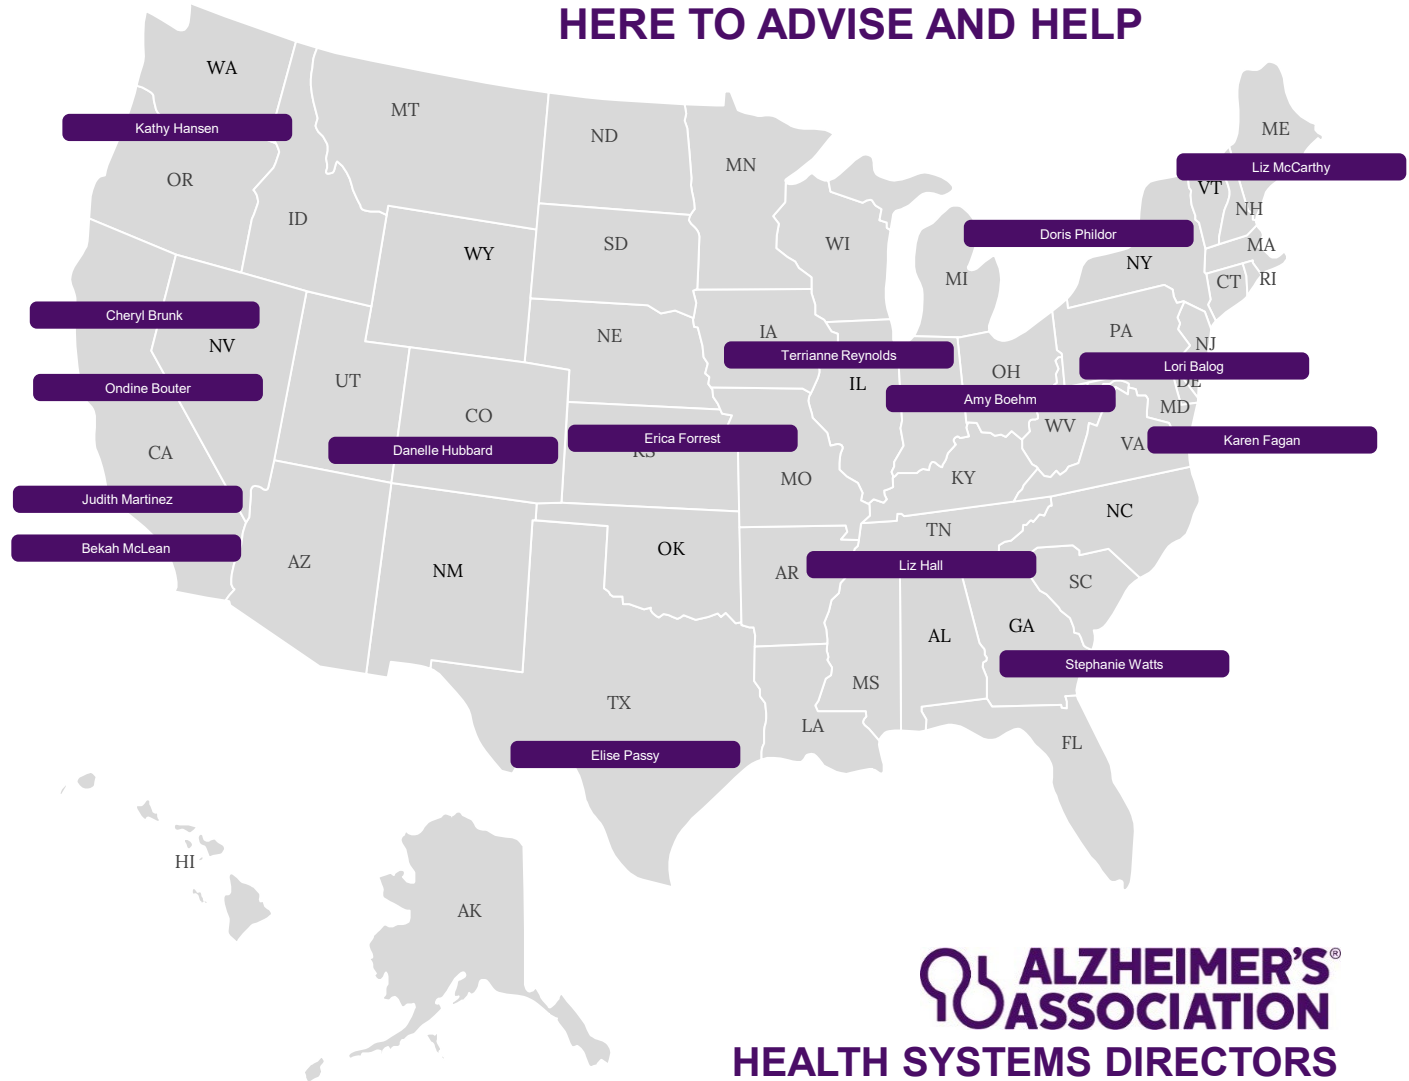 HERE TO ADVISE AND HELP
WA
MT
ND
MN
ME
Kathy Hansen
OR
ID
WY
SD
WI
MI
Liz McCarthy
VT
NH
Doris Phildor
NY
MA
CT
RI
Cheryl Brunk
NV
NE
IA
PA
NJ
Terrianne Reynolds
IL
OH
Lori Balog
DE
Ondine Bouter
UT
CO
Amy Boehm
MD
WV
VA
Karen Fagan
CA
Danelle Hubbard
Erica Forrest
KS
MO
KY
Judith Martinez
NC
TN
Bekah McLean
AZ
NM
OK
AR
Liz Hall
SC
AL
GA
Stephanie Watts
MS
TX
LA
FL
Elise Passy
HI
AK
ALZHEIMER'S®
ASSOCIATION
HEALTH SYSTEMS DIRECTORS